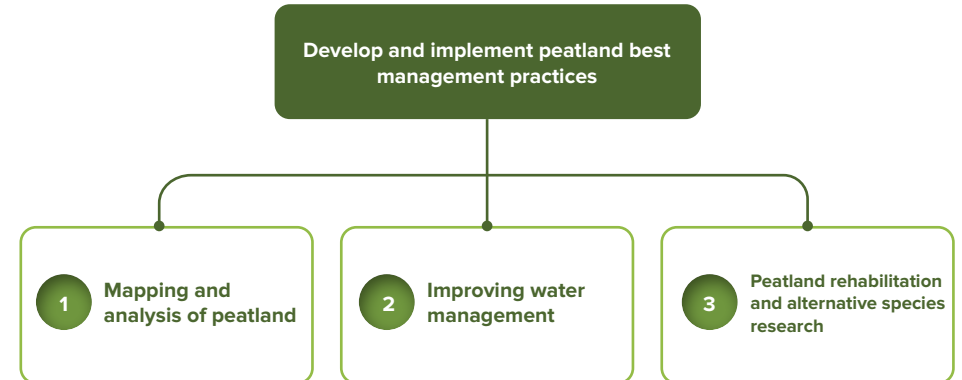 Develop and implement peatland best
management practices
1
Mapping and
analysis of peatland
2
Improving water
management
3
Peatland rehabilitation
and alternative species
research